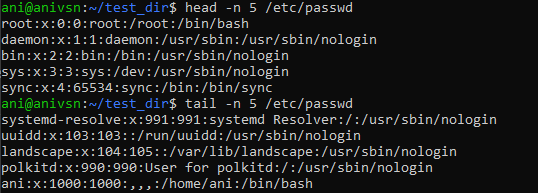 ani@anivsn:~/test_dir$ head -n 5 /etc/passwd
root:x:0:0:root:/root:/bin/bash
daemon:x:1:1:daemon:/usr/sbin:/usr/sbin/nologin
bin:x:2:2:bin:/bin:/usr/sbin/nologin
sys:x:3:3:sys:/dev:/usr/sbin/nologin
sync:x:4:65534:sync:/bin:/bin/sync
ani@anivsn:~/test_dir$ tail -n 5 /etc/passwd
systemd-resolve:x:991:991:systemd Resolver:/:/usr/sbin/nologin
uuidd:x:103:103::/run/uuidd:/usr/sbin/nologin
landscape:x:104:105::/var/lib/landscape:/usr/sbin/nologin
polkitd:x:990:990:User for polkitd:/:/usr/sbin/nologin
ani:x:1000:1000:,,,:/home/ani:/bin/bash